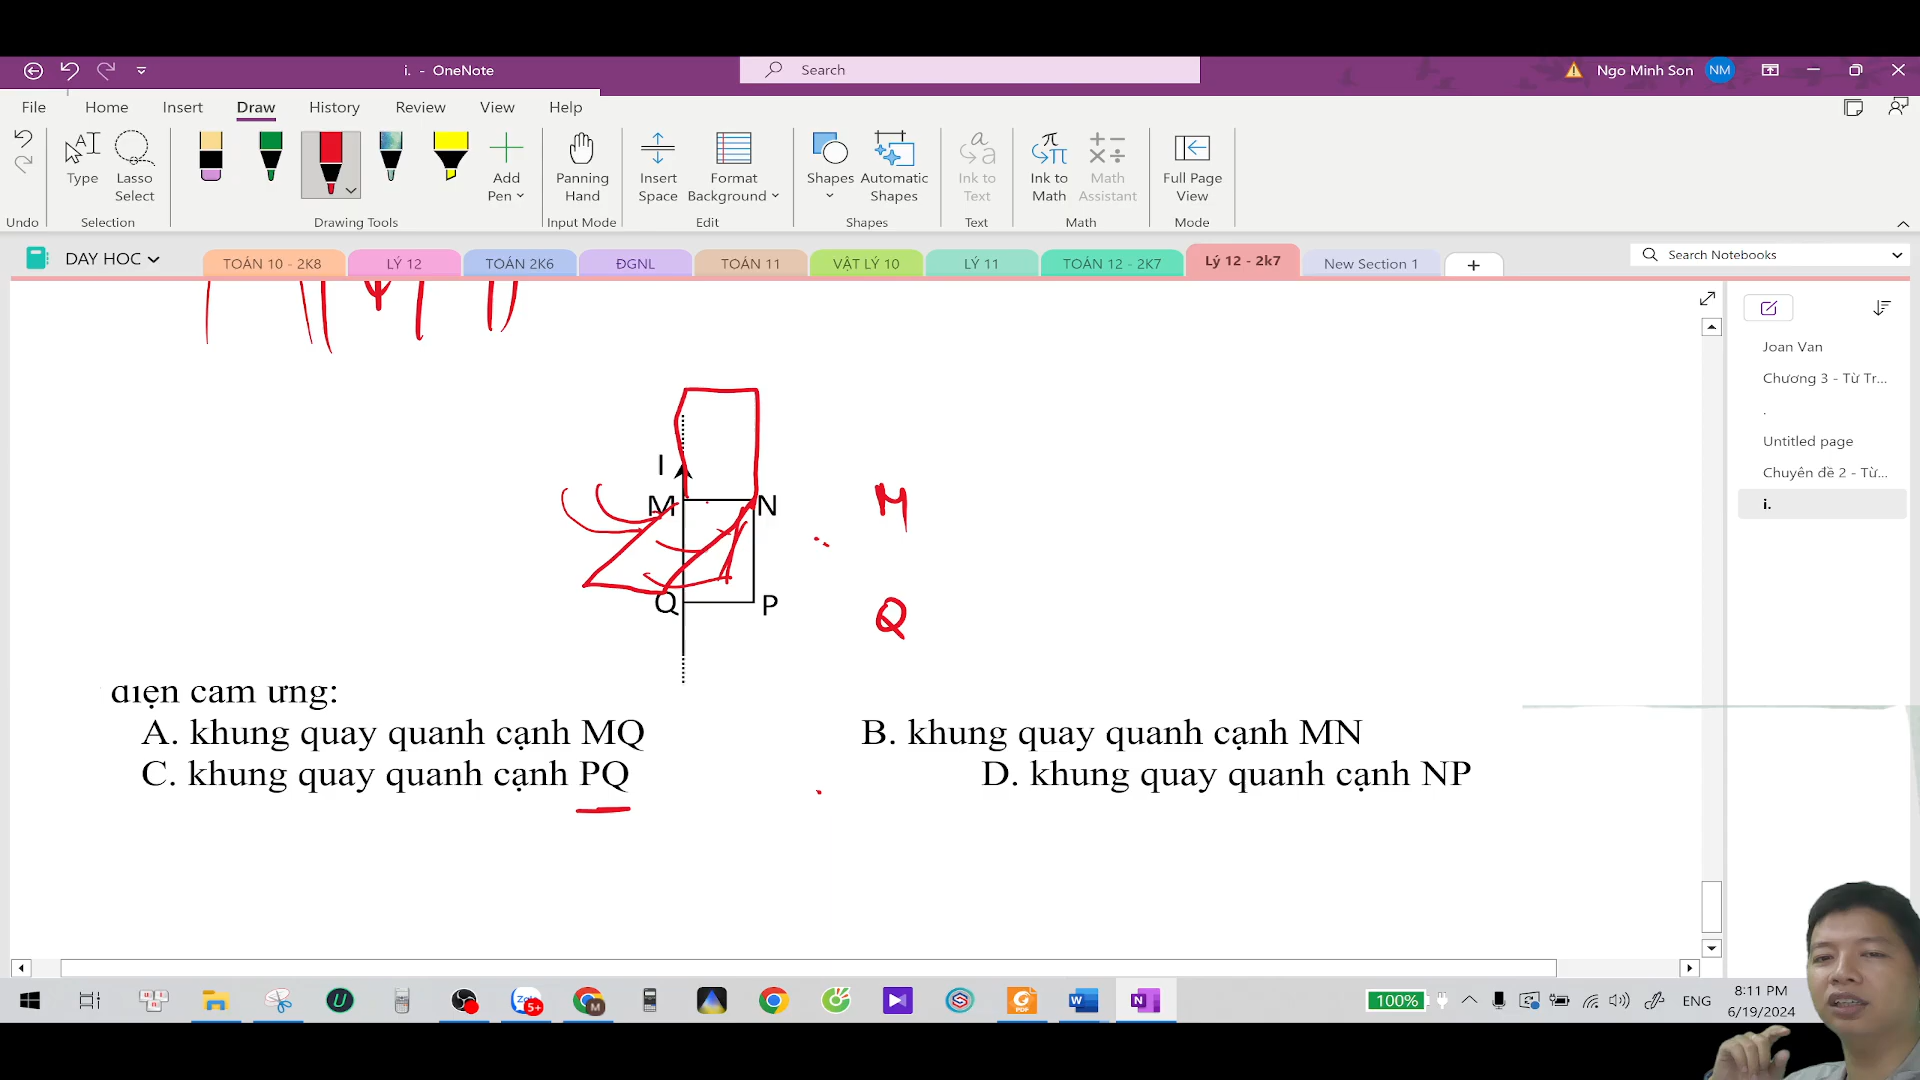 i. - OneNote
Search
Ngo Minh Son
NM
File
Home
Insert
Draw
History
Review
View
Help
Type
Lasso Select
Add Pen
Panning Hand
Insert Space
Format Background
Shapes
Automatic Shapes
Ink to Text
Ink to Math
Math Assistant
Full Page View
Undo
Selection
Drawing Tools
Input Mode
Edit
Shapes
Text
Math
Mode
DAY HOC
TOÁN 10 - 2K8
LÝ 12
TOÁN 2K6
ĐGNL
TOÁN 11
VẬT LÝ 10
LÝ 11
TOÁN 12 - 2K7
Lý 12 - 2k7
New Section 1
Search Notebooks
Joan Van
Chương 3 - Từ Tr...
.
Untitled page
Chuyên đề 2 - Từ...
i.
I
M
N
M
Q
P
Q
điện cảm ứng:
A. khung quay quanh cạnh MQ
B. khung quay quanh cạnh MN
C. khung quay quanh cạnh PQ
D. khung quay quanh cạnh NP
100%
ENG
8:11 PM
6/19/2024